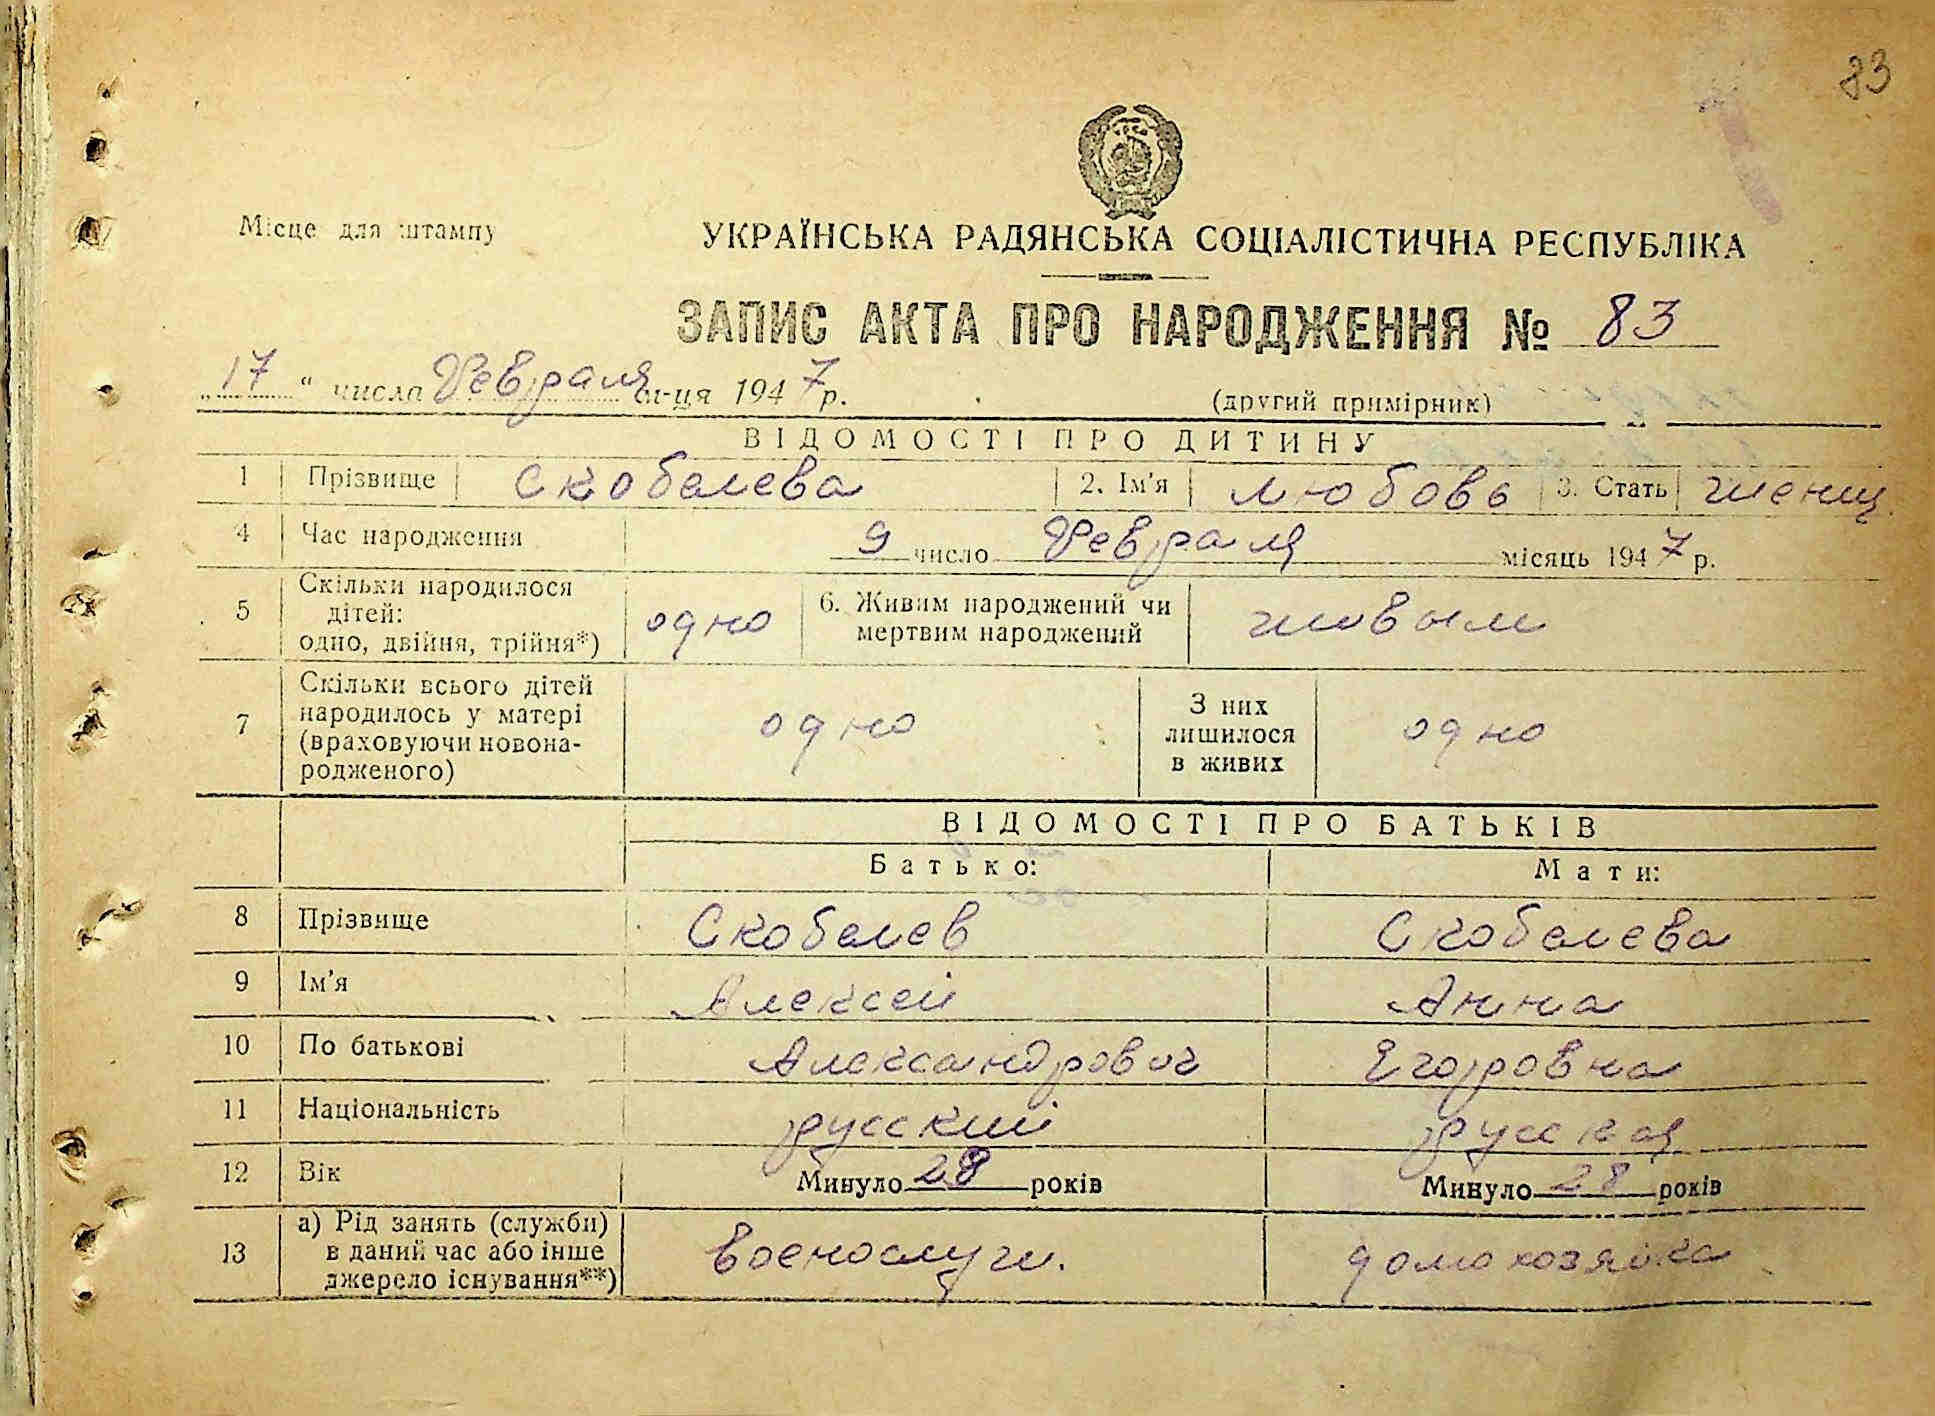 83
Місце для штампу
УКРАЇНСЬКА РАДЯНСЬКА СОЦІАЛІСТИЧНА РЕСПУБЛІКА
ЗАПИС АКТА ПРО НАРОДЖЕННЯ № 83
„17“ числа Февраля м-ця 1947 р.
(другий примірник)
ВІДОМОСТІ ПРО ДИТИНУ
1 Прізвище Скобелева 2. Ім'я Любовь 3. Стать женщ.
4 Час народження 9 число Февраля місяць 1947 р.
5 Скільки народилося
дітей:
одно, двійня, трійня*) одно 6. Живим народжений чи
мертвим народжений живым
7 Скільки всього дітей
народилось у матері
(враховуючи новона-
родженого) одно З них
лишилося
в живих одно
ВІДОМОСТІ ПРО БАТЬКІВ
Батько: Мати:
8 Прізвище Скобелев Скобелева
9 Ім'я Алексей Анна
10 По батькові Александрович Егоровна
11 Національність русский русская
12 Вік Минуло 28 років Минуло 28 років
13 а) Рід занять (служби)
в даний час або інше
джерело існування**) военослуж. домохозяйка